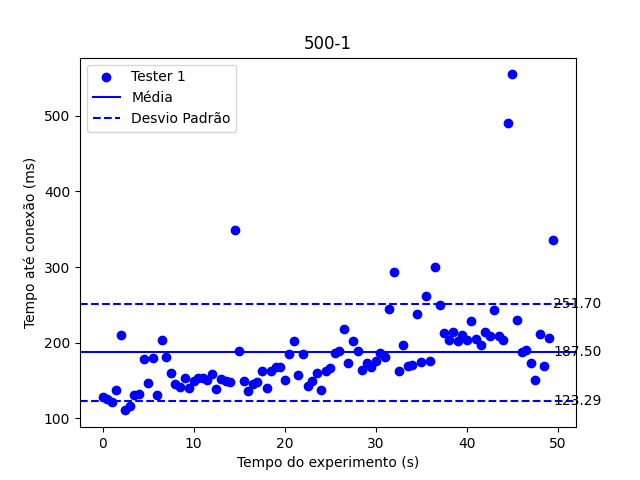 500-1
Tester 1
Média
Desvio Padrão
Tempo até conexão (ms)
500
400
300
200
100
251.70
187.50
123.29
0 10 20 30 40 50
Tempo do experimento (s)